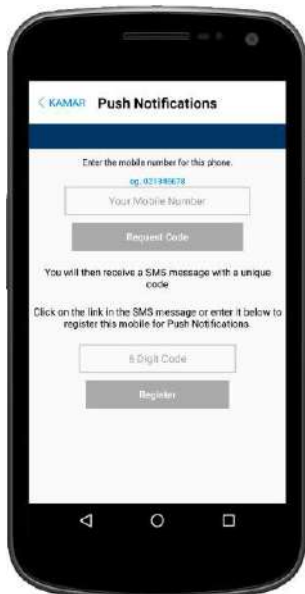 < KAMAR Push Notifications
Enter the mobile number for this phone.
Your Mobile Number
Request Code
You will then receive a SMS message with a unique
code
Click on the link in the SMS message or enter it below to
register this mobile for Push Notifications
6 Digit Code
Register